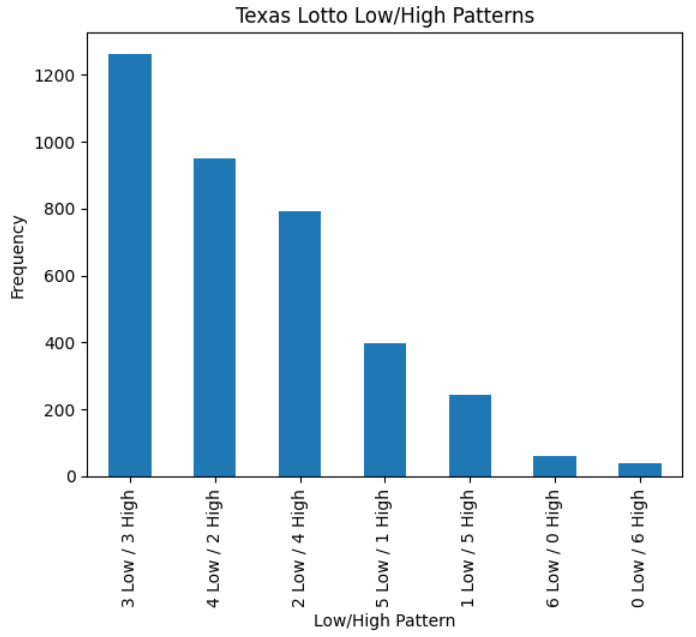 Texas Lotto Low/High Patterns
Frequency
1200
1000
800
600
400
200
0
3 Low / 3 High
4 Low / 2 High
2 Low / 4 High
5 Low / 1 High
1 Low / 5 High
6 Low / 0 High
0 Low / 6 High
Low/High Pattern